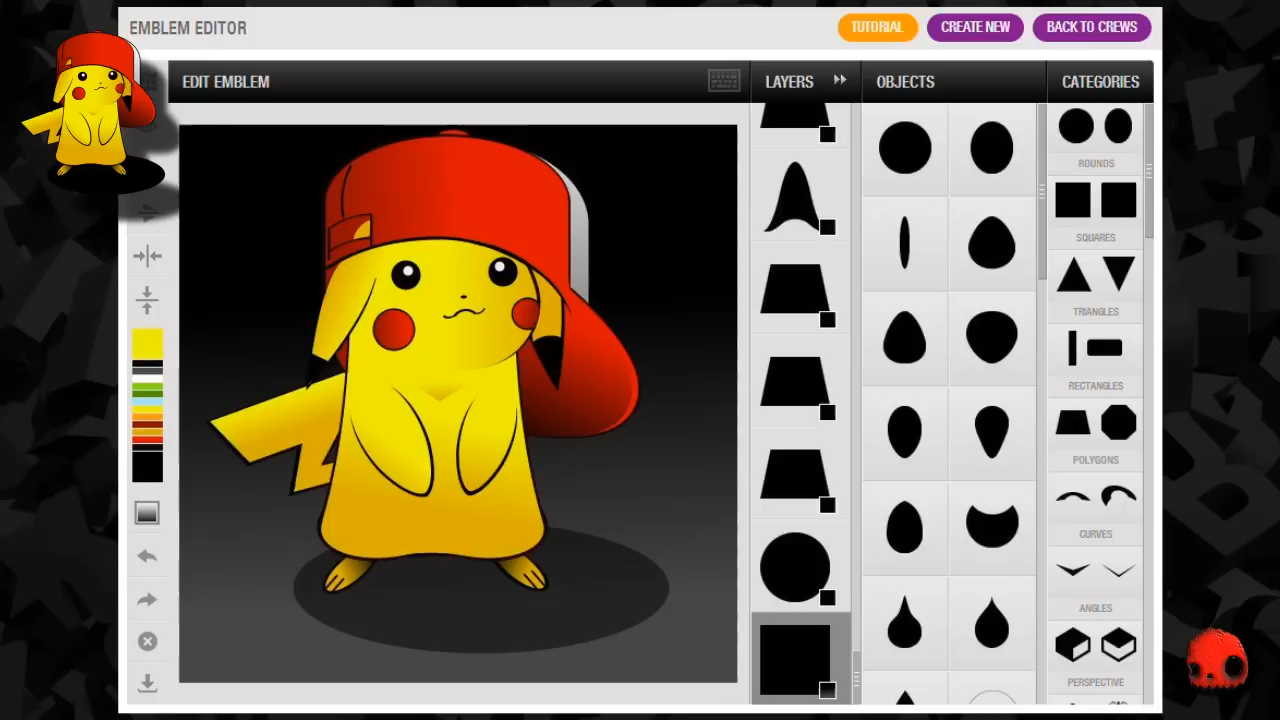 EMBLEM EDITOR
TUTORIAL
CREATE NEW
BACK TO CREWS
EDIT EMBLEM
LAYERS
OBJECTS
CATEGORIES
ROUNDS
SQUARES
TRIANGLES
RECTANGLES
POLYGONS
CURVES
ANGLES
PERSPECTIVE